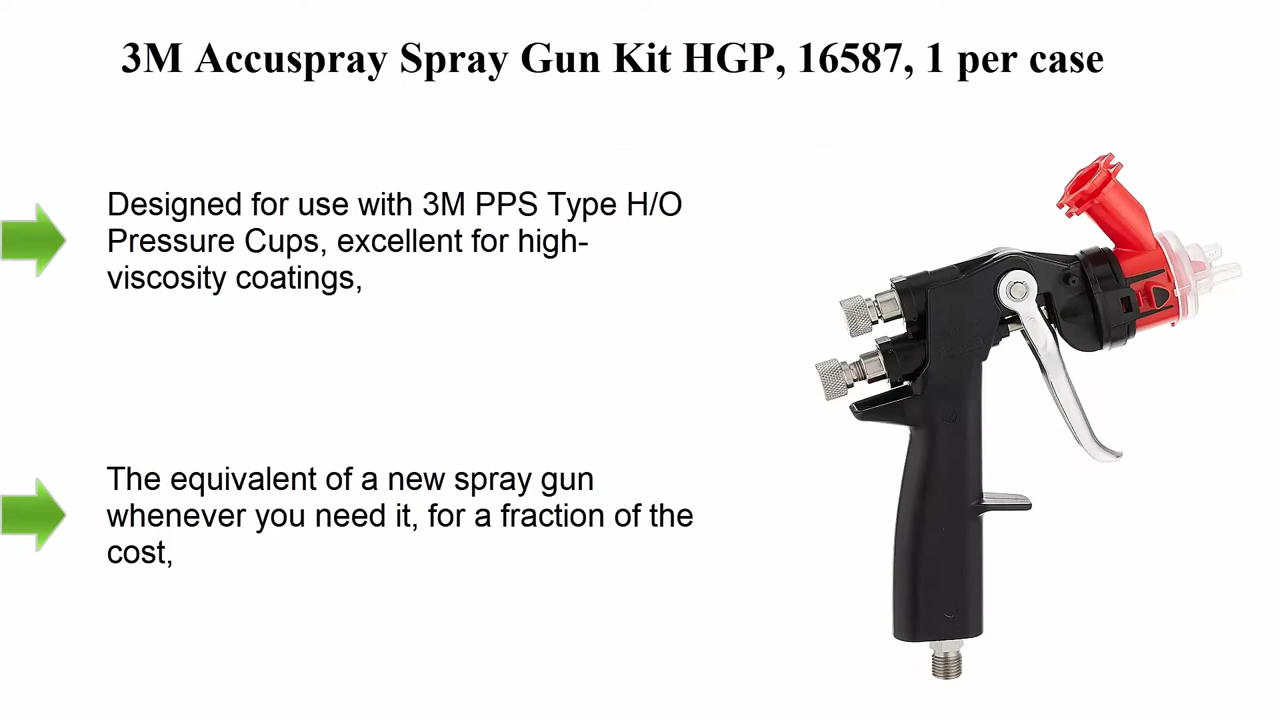 3M Accuspray Spray Gun Kit HGP, 16587, 1 per case
Designed for use with 3M PPS Type H/O
Pressure Cups, excellent for high-
viscosity coatings,
The equivalent of a new spray gun
whenever you need it, for a fraction of the
cost,